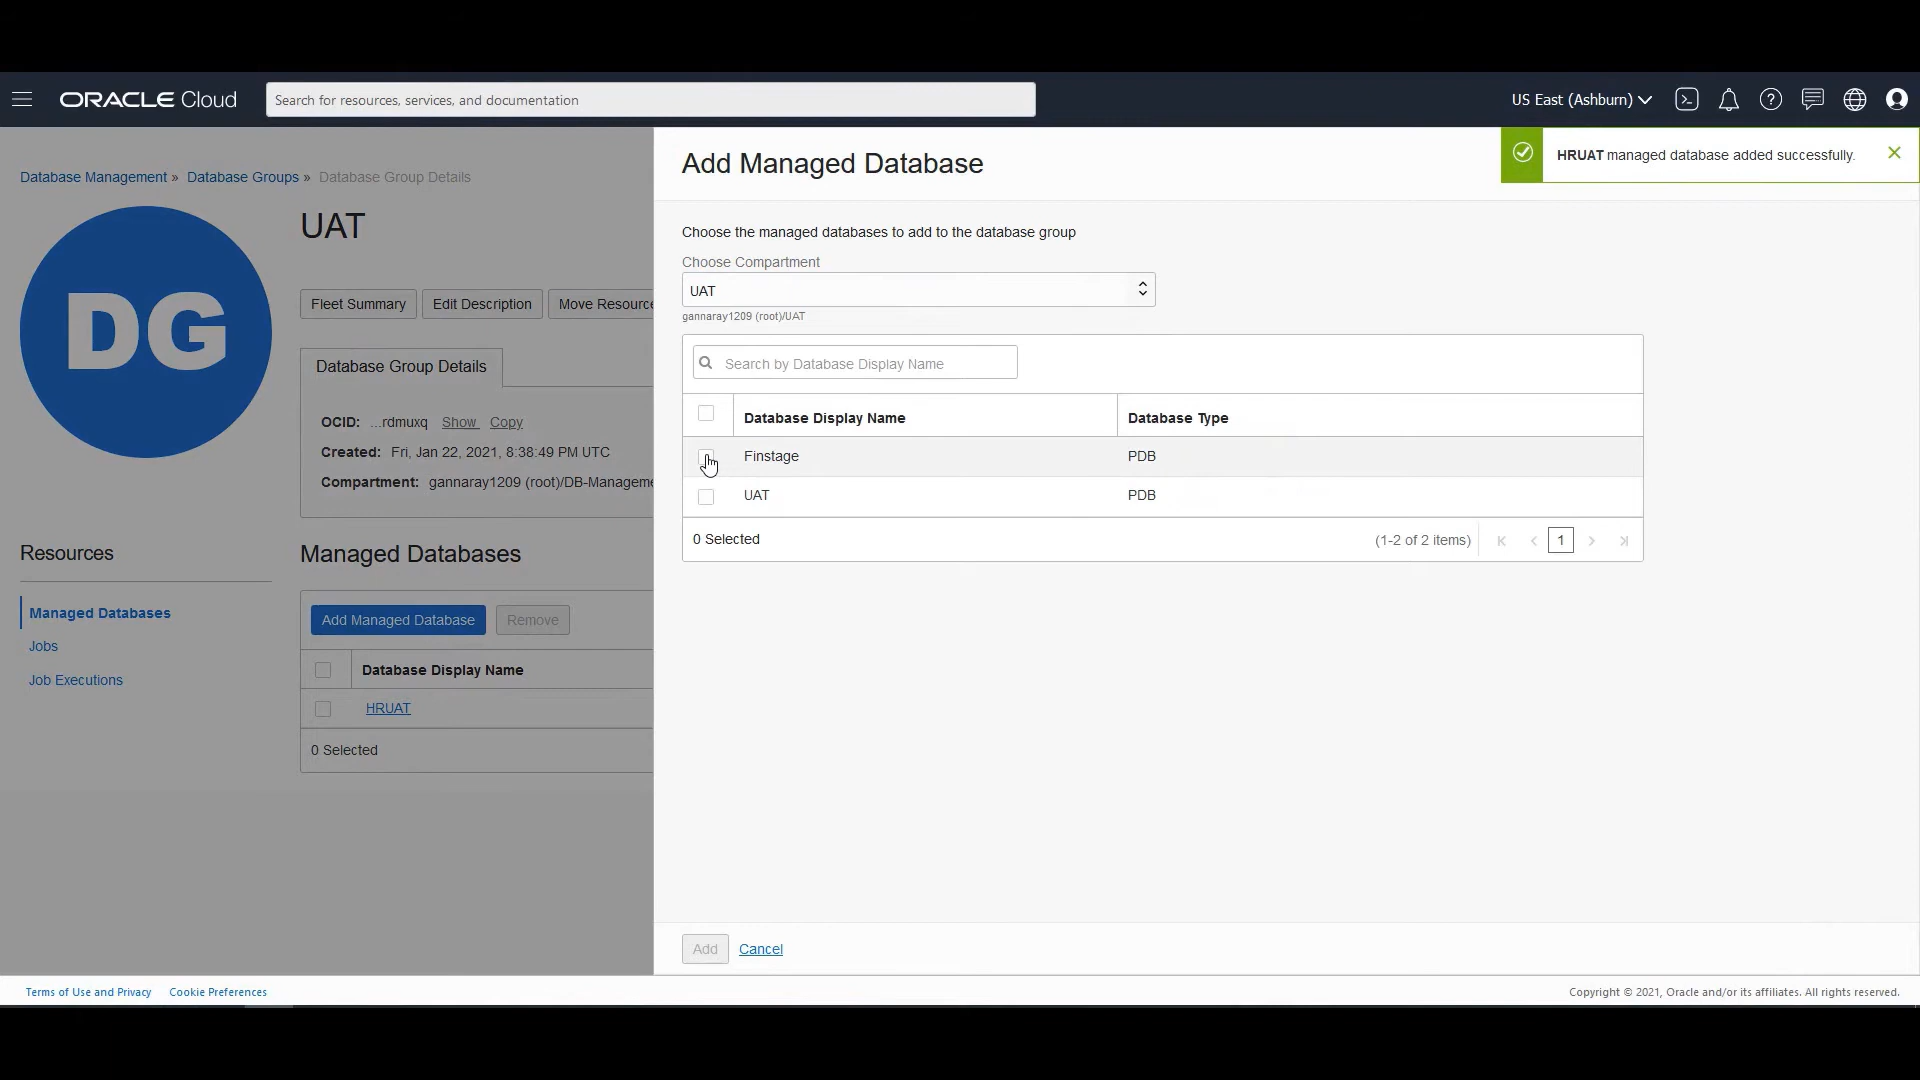 ORACLE Cloud
Search for resources, services, and documentation
US East (Ashburn)
Database Management » Database Groups » Database Group Details
DG
UAT
Fleet Summary
Edit Description
Move Resource
Database Group Details
OCID: ...rdmuxq Show Copy
Created: Fri, Jan 22, 2021, 8:38:49 PM UTC
Compartment: gannaray1209 (root)/DB-Manageme
Resources
Managed Databases
Jobs
Job Executions
Managed Databases
Add Managed Database
Remove
Database Display Name
HRUAT
0 Selected
Add Managed Database
HRUAT managed database added successfully.
Choose the managed databases to add to the database group
Choose Compartment
UAT
gannaray1209 (root)/UAT
Search by Database Display Name
Database Display Name Database Type
Finstage PDB
UAT PDB
0 Selected
(1-2 of 2 items) 1
Add
Cancel
Terms of Use and Privacy Cookie Preferences
Copyright © 2021, Oracle and/or its affiliates. All rights reserved.